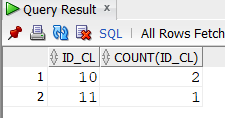 Query Result x
SQL | All Rows Fetch
ID_CL COUNT(ID_CL)
1 10 2
2 11 1